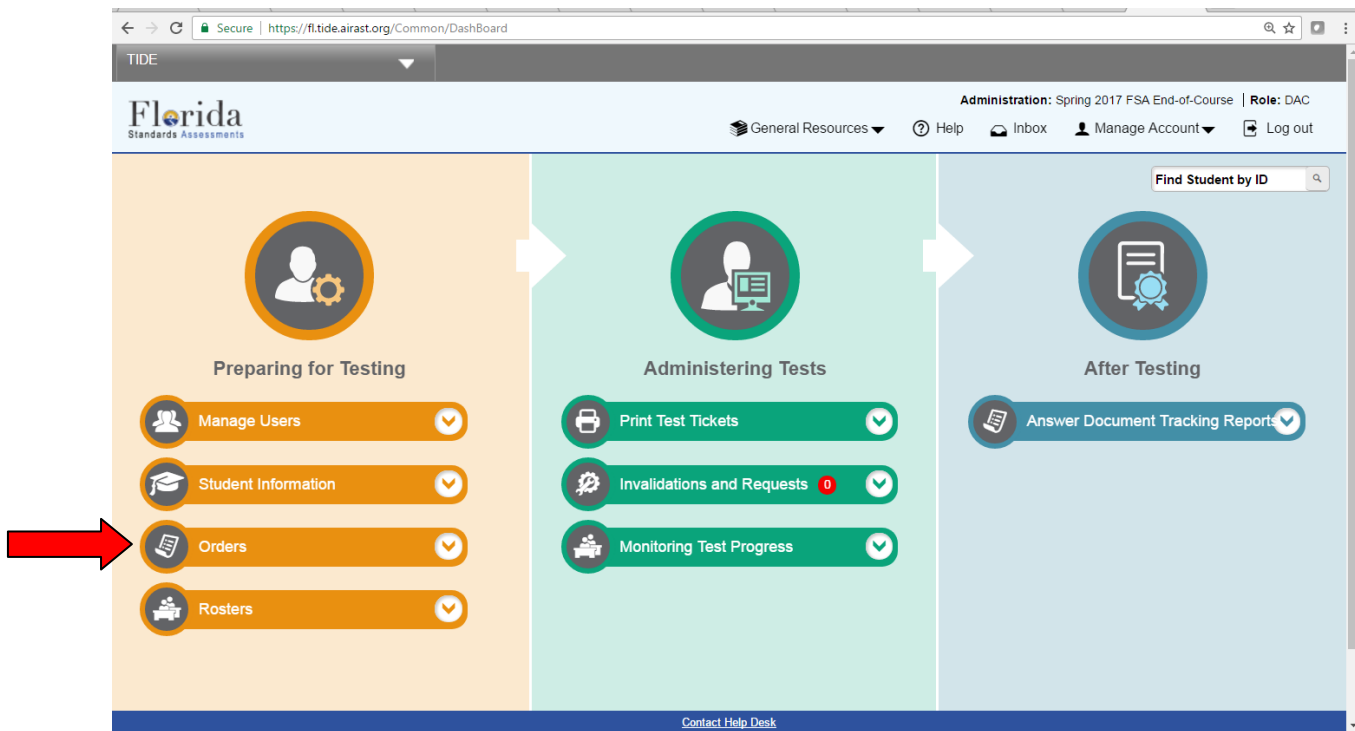 Secure | https://fl.tide.airast.org/Common/DashBoard
TIDE
Florida
Standards Assessments
Administration: Spring 2017 FSA End-of-Course | Role: DAC
General Resources
Help
Inbox
Manage Account
Log out
Find Student by ID
Preparing for Testing
Manage Users
Student Information
Orders
Rosters
Administering Tests
Print Test Tickets
Invalidations and Requests 0
Monitoring Test Progress
After Testing
Answer Document Tracking Reports
Contact Help Desk